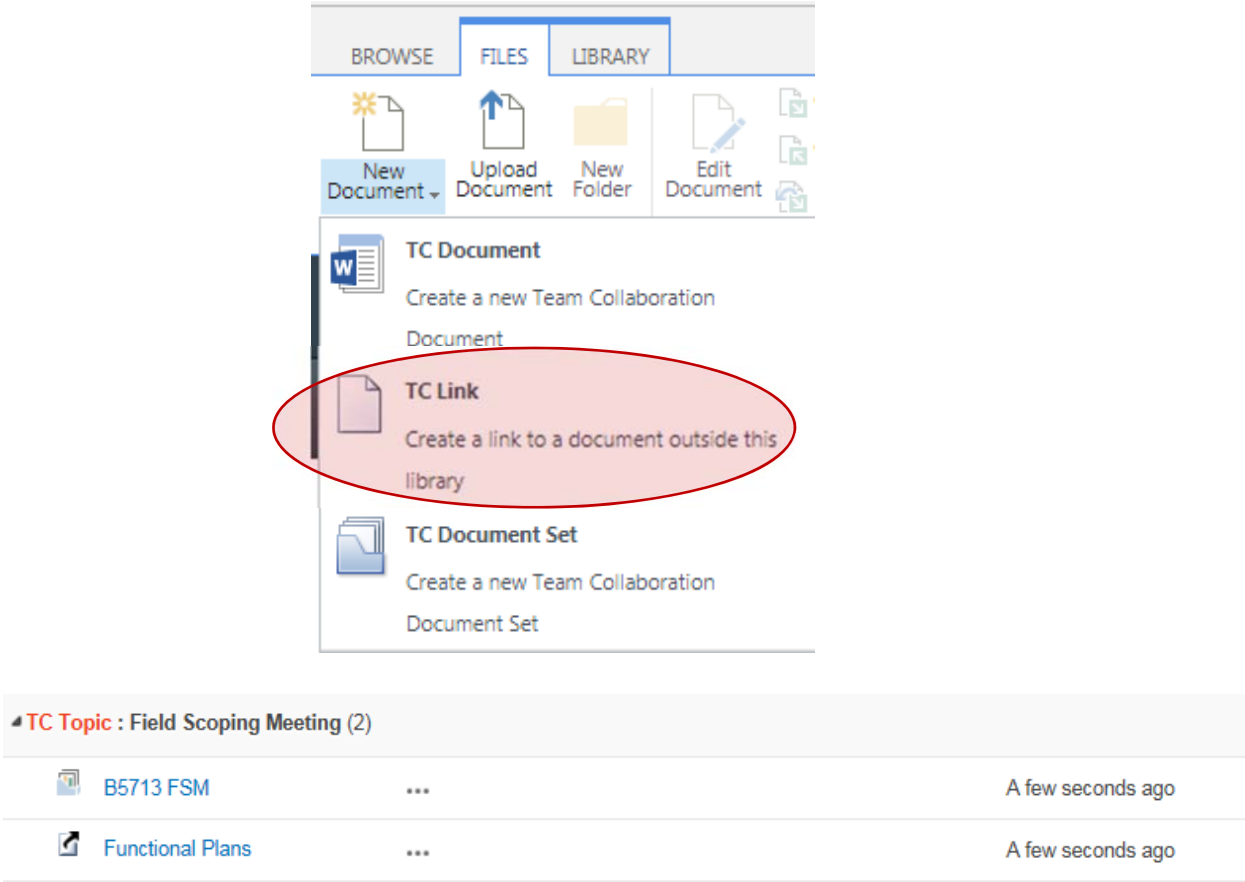 BROWSE FILES LIBRARY
New Document Upload Document New Folder Edit Document
TC Document
Create a new Team Collaboration
Document
TC Link
Create a link to a document outside this
library
TC Document Set
Create a new Team Collaboration
Document Set
TC Topic : Field Scoping Meeting (2)
B5713 FSM ... A few seconds ago
Functional Plans ... A few seconds ago